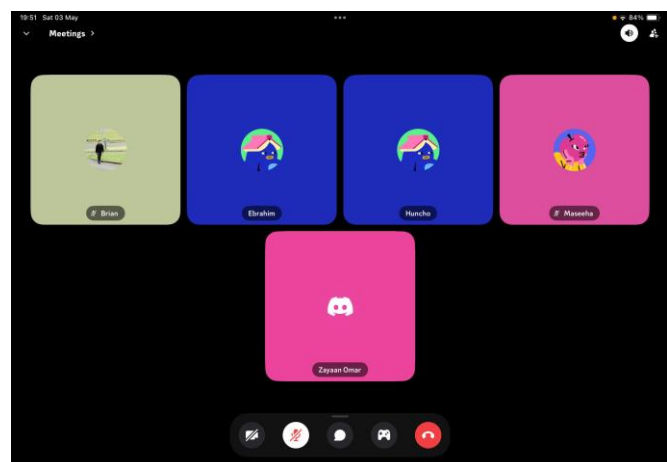 19:51 Sat 03 May
84%
Meetings >
Brian
Ebrahim
Huncho
Maseeha
Zayaan Omar